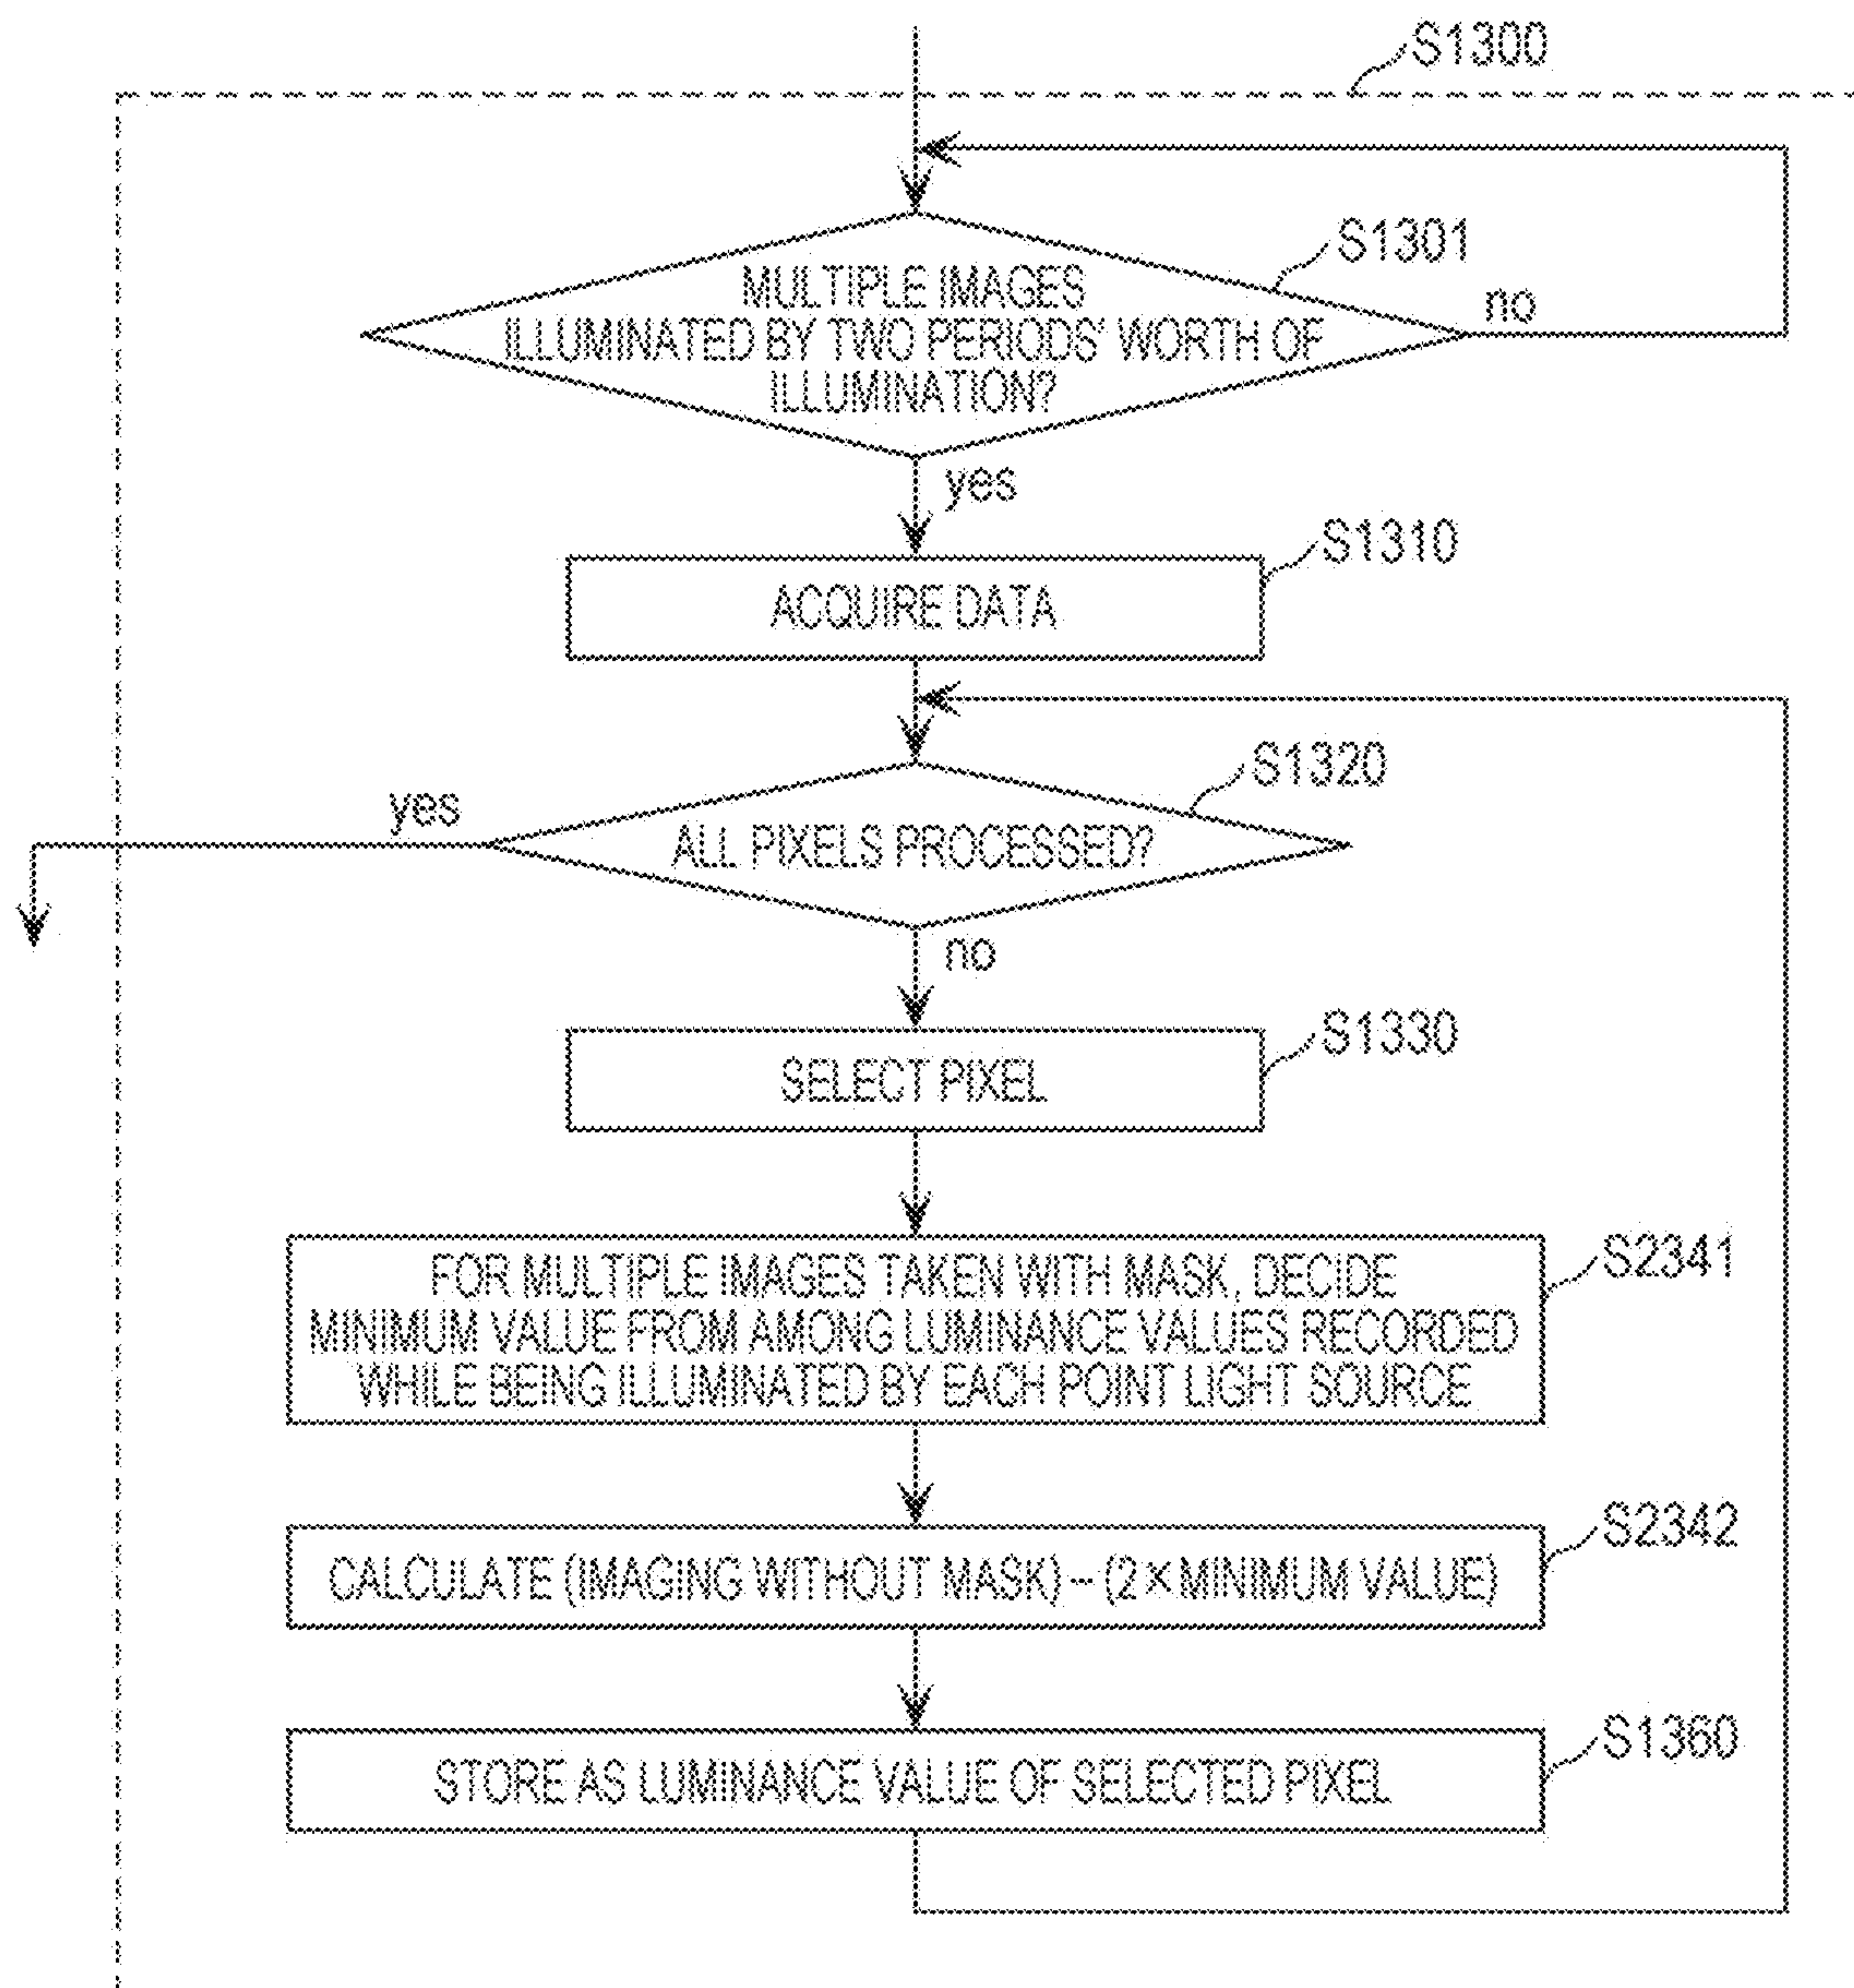 S1300
S1301
MULTIPLE IMAGES
ILLUMINATED BY TWO PERIODS' WORTH OF
ILLUMINATION?
no
yes
S1310
ACQUIRE DATA
S1320
yes
ALL PIXELS PROCESSED?
no
S1330
SELECT PIXEL
S2341
FOR MULTIPLE IMAGES TAKEN WITH MASK, DECIDE
MINIMUM VALUE FROM AMONG LUMINANCE VALUES RECORDED
WHILE BEING ILLUMINATED BY EACH POINT LIGHT SOURCE
S2342
CALCULATE (IMAGING WITHOUT MASK) – (2×MINIMUM VALUE)
S1360
STORE AS LUMINANCE VALUE OF SELECTED PIXEL